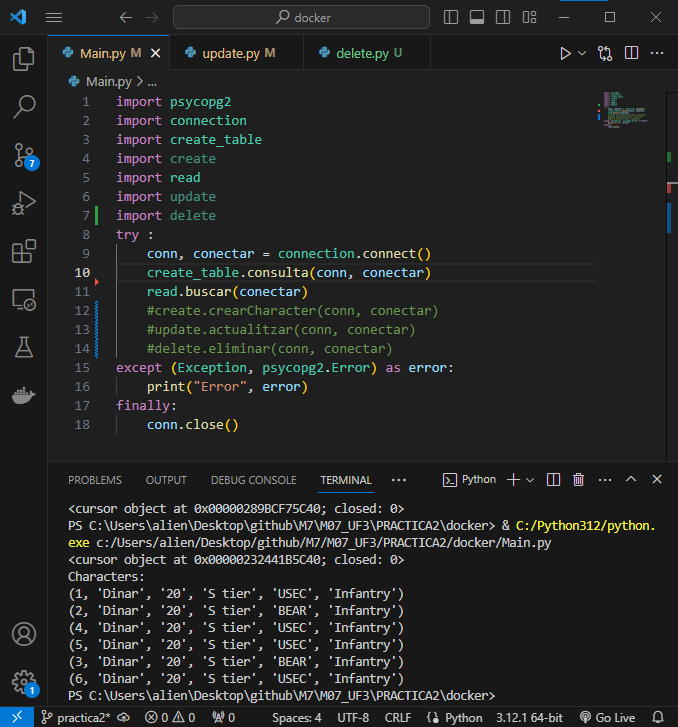 docker
Main.py M
update.py M
delete.py U
Main.py > ...
1 import psycopg2
2 import connection
3 import create_table
4 import create
5 import read
6 import update
7 import delete
8 try :
9 conn, conectar = connection.connect()
10 create_table.consulta(conn, conectar)
11 read.buscar(conectar)
12 #create.crearCharacter(conn, conectar)
13 #update.actualitzar(conn, conectar)
14 #delete.eliminar(conn, conectar)
15 except (Exception, psycopg2.Error) as error:
16 print("Error", error)
17 finally:
18 conn.close()
7
PROBLEMS OUTPUT DEBUG CONSOLE TERMINAL ... Python
<cursor object at 0x00000289BCF75C40; closed: 0>
PS C:\Users\alien\Desktop\github\M7\M07_UF3\PRACTICA2\docker> & C:/Python312/python.
exe c:/Users/alien/Desktop/github/M7/M07_UF3/PRACTICA2/docker/Main.py
<cursor object at 0x00000232441B5C40; closed: 0>
Characters:
(1, 'Dinar', '20', 'S tier', 'USEC', 'Infantry')
(2, 'Dinar', '20', 'S tier', 'BEAR', 'Infantry')
(4, 'Dinar', '20', 'S tier', 'USEC', 'Infantry')
(5, 'Dinar', '20', 'S tier', 'USEC', 'Infantry')
(3, 'Dinar', '20', 'S tier', 'BEAR', 'Infantry')
(6, 'Dinar', '20', 'S tier', 'USEC', 'Infantry')
PS C:\Users\alien\Desktop\github\M7\M07_UF3\PRACTICA2\docker>
1
practica2* 0 0 0 Spaces: 4 UTF-8 CRLF Python 3.12.1 64-bit Go Live